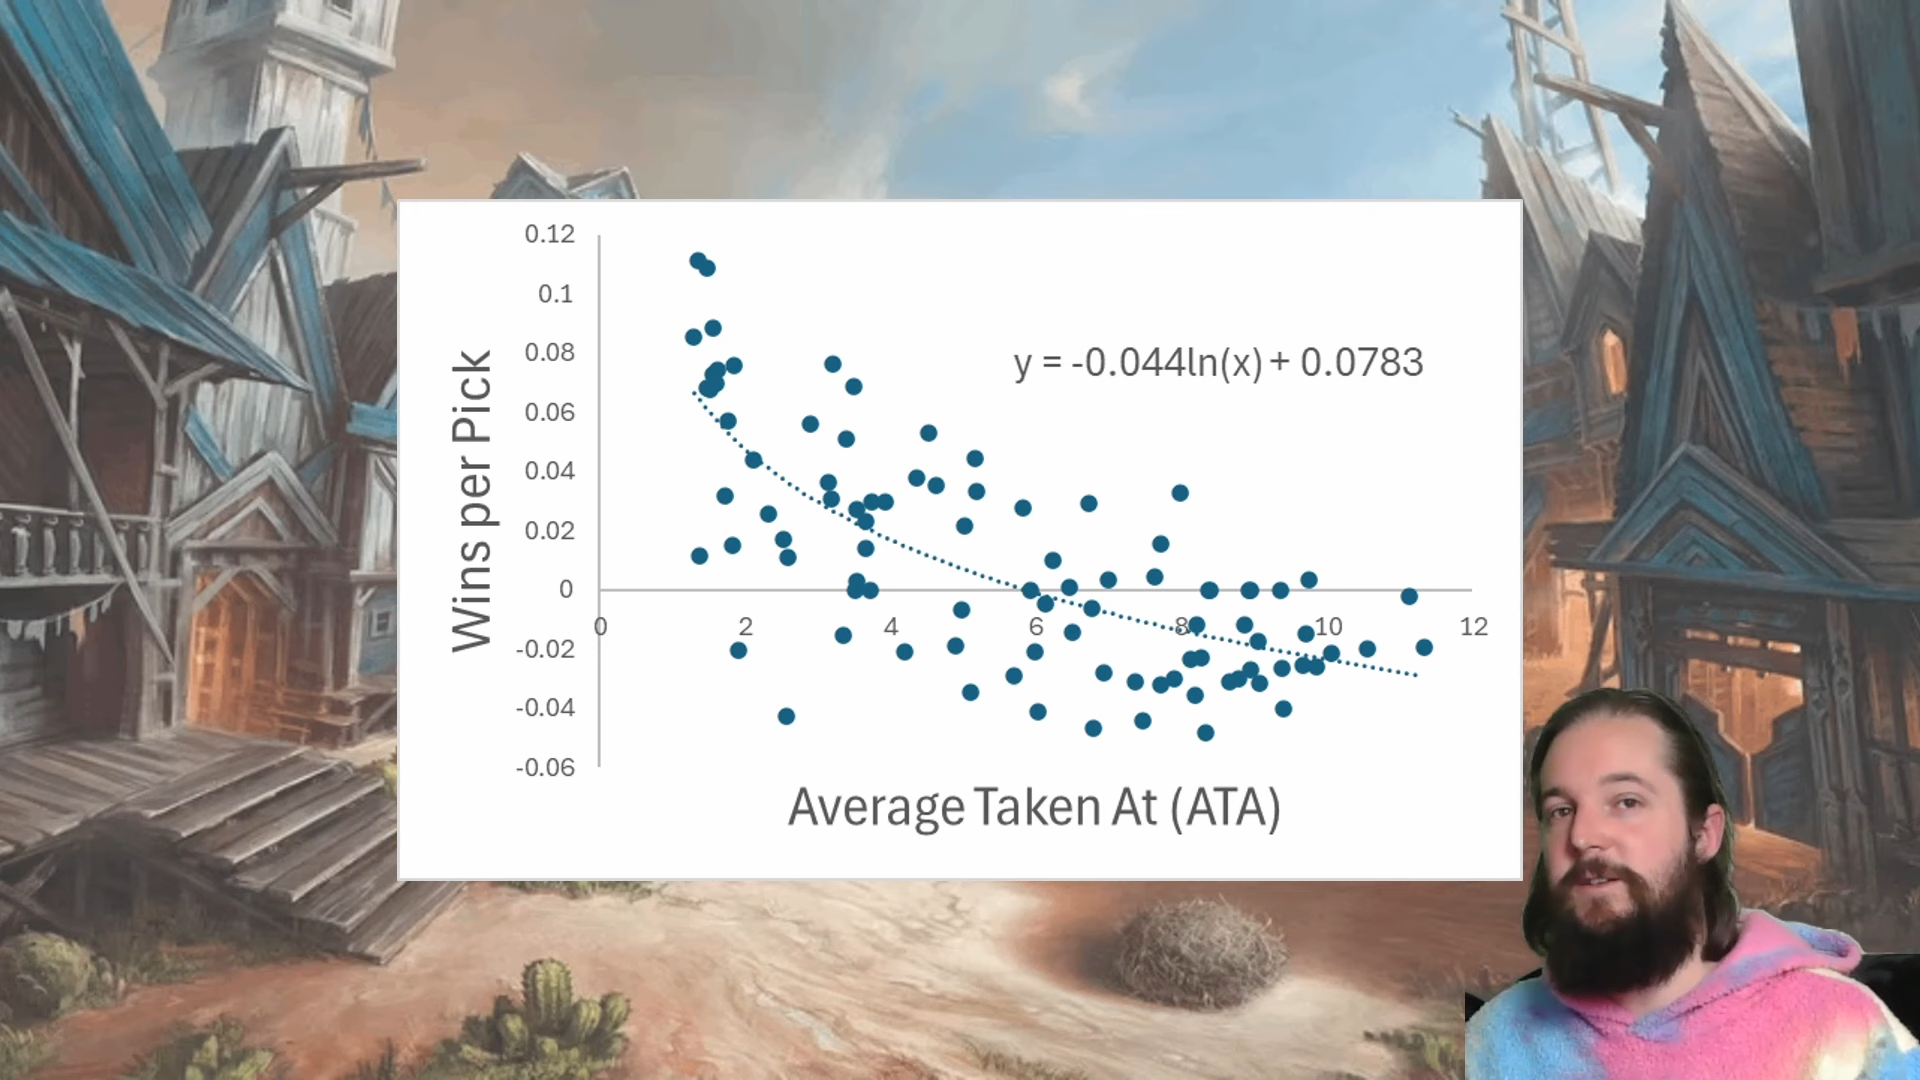 0.12
0.1
0.08
0.06
0.04
0.02
0
-0.02
-0.04
-0.06
Wins per Pick
y = -0.044ln(x) + 0.0783
0 2 4 6 8 10 12
Average Taken At (ATA)